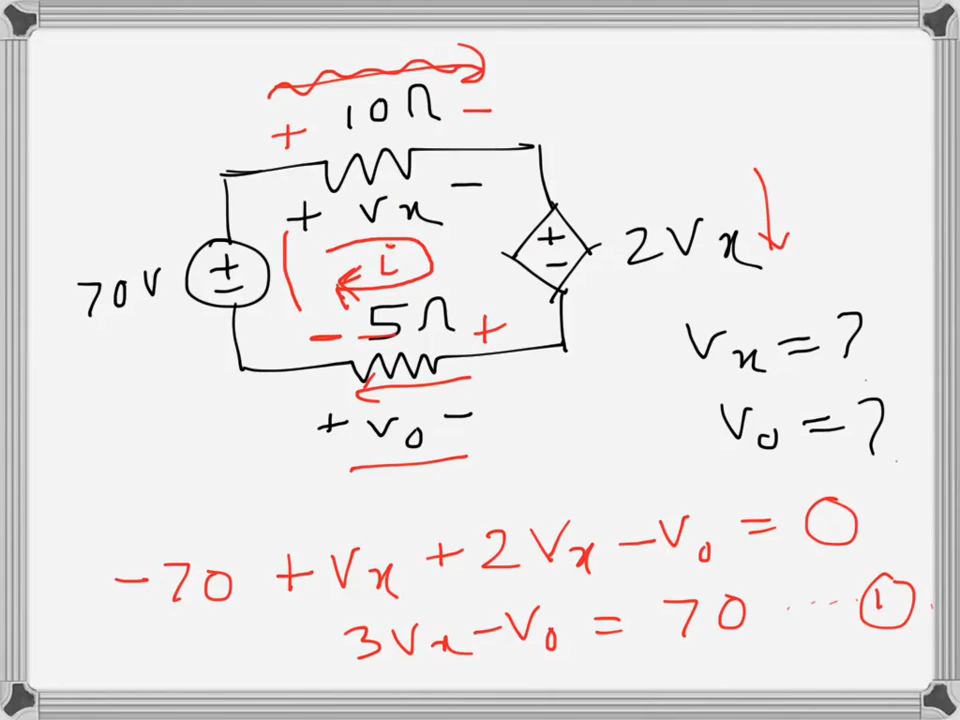 + 10Ω -
+ Vx -
70V + - i + - 2Vx
- 5Ω +
+ V₀ -
Vx = ?
V₀ = ?
-70 + Vx + 2Vx - V₀ = 0
3Vx - V₀ = 70 ..... ①